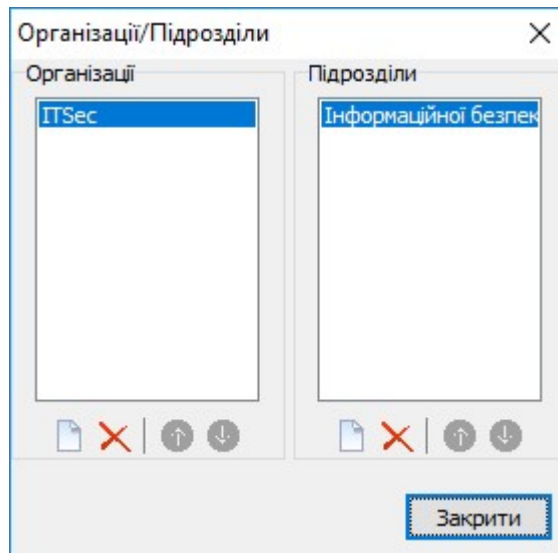 Організації/Підрозділи
Організації
Підрозділи
ITSec
Інформаційної безпек
Закрити